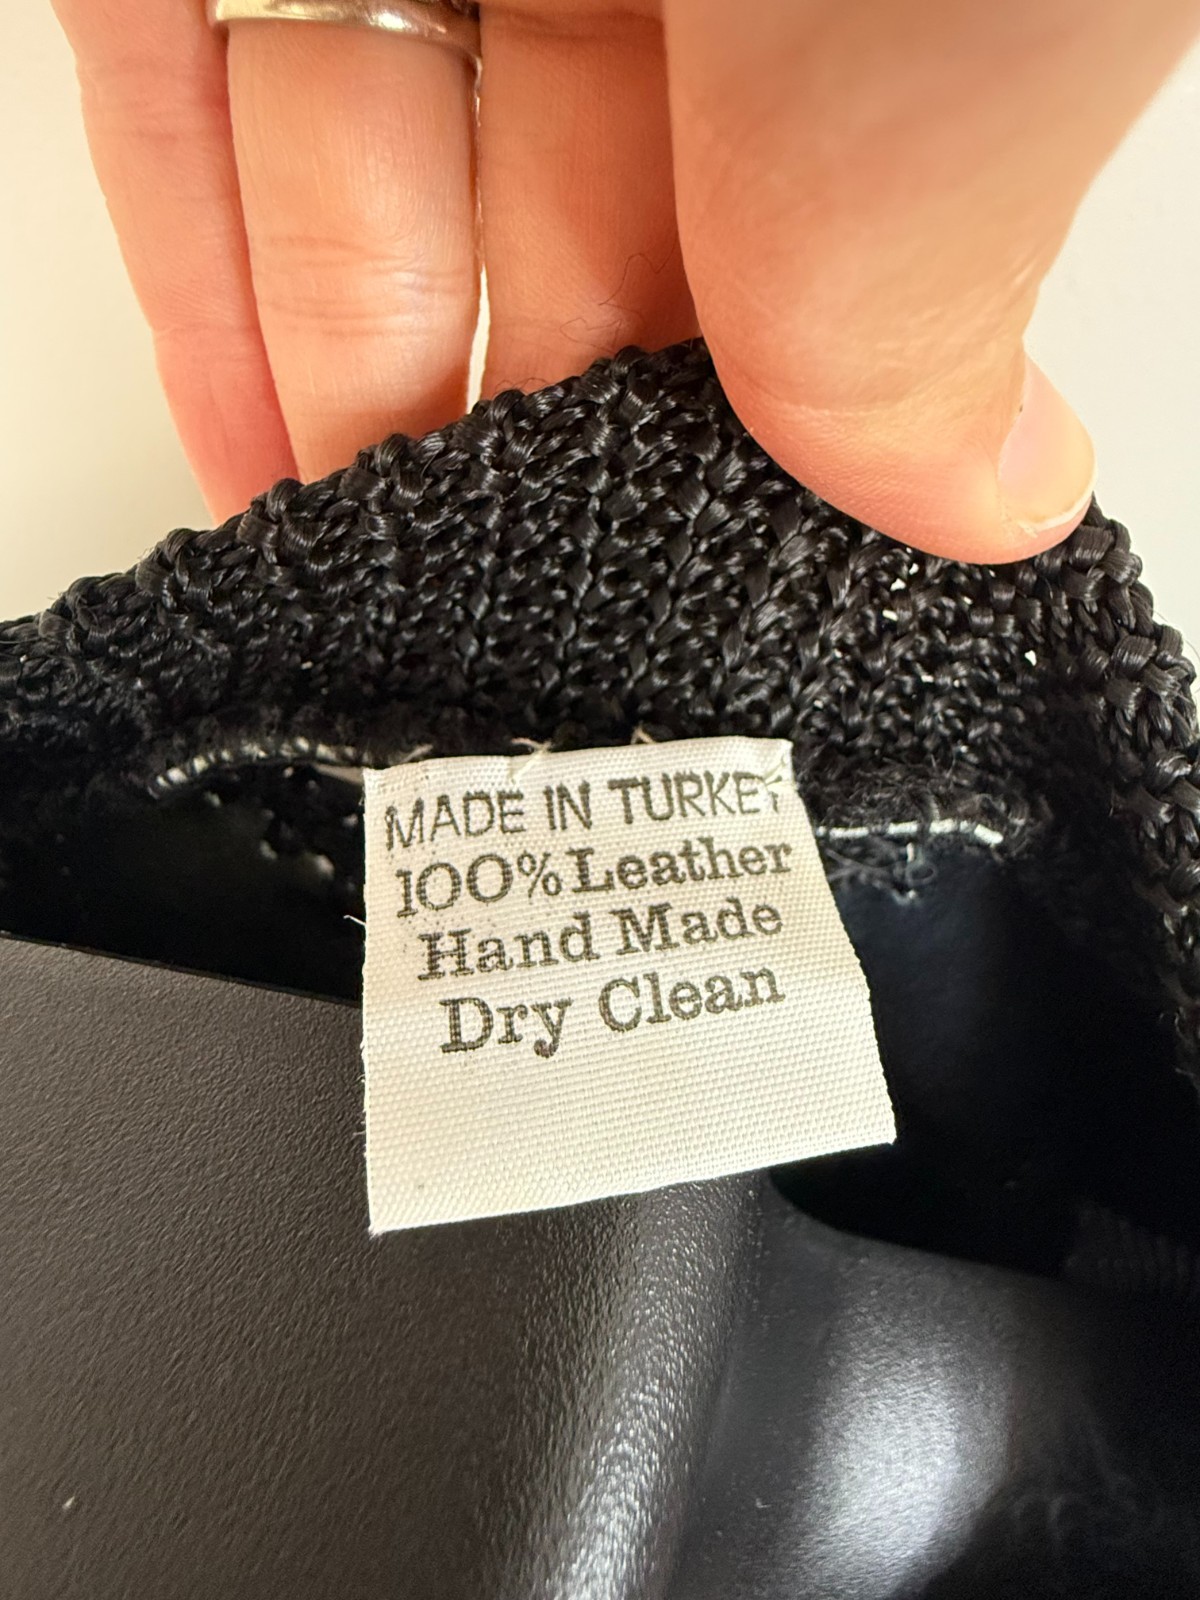 MADE IN TURKEY
100% Leather
Hand Made
Dry Clean